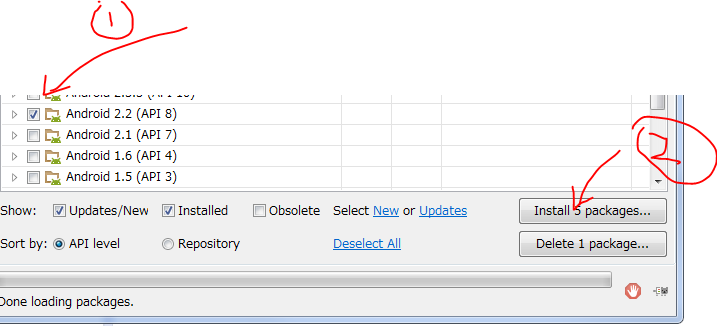 1
Android 2.3.3 (API 10)
Android 2.2 (API 8)
Android 2.1 (API 7)
2
Android 1.6 (API 4)
Android 1.5 (API 3)
Show: Updates/New Installed Obsolete Select New or Updates Install 5 packages...
Sort by: API level Repository Deselect All Delete 1 package...
Done loading packages.